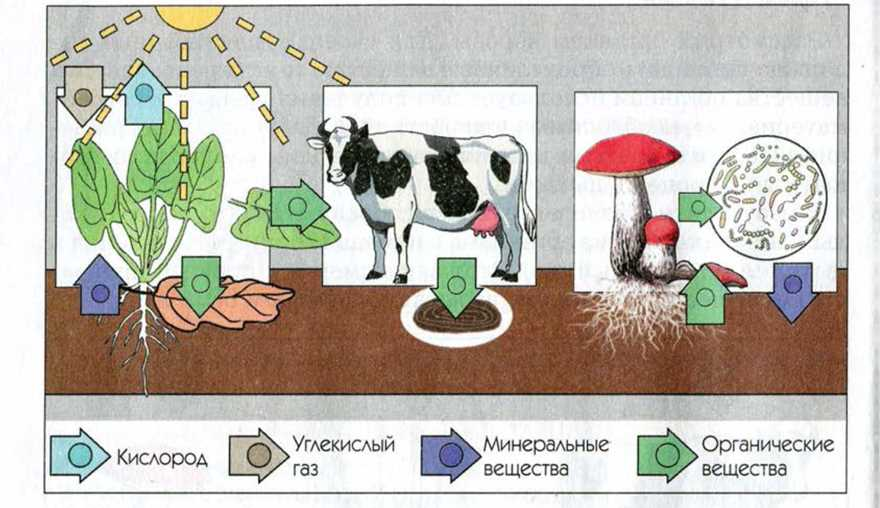 Кислород
Углекислый
газ
Минеральные
вещества
Органические
вещества